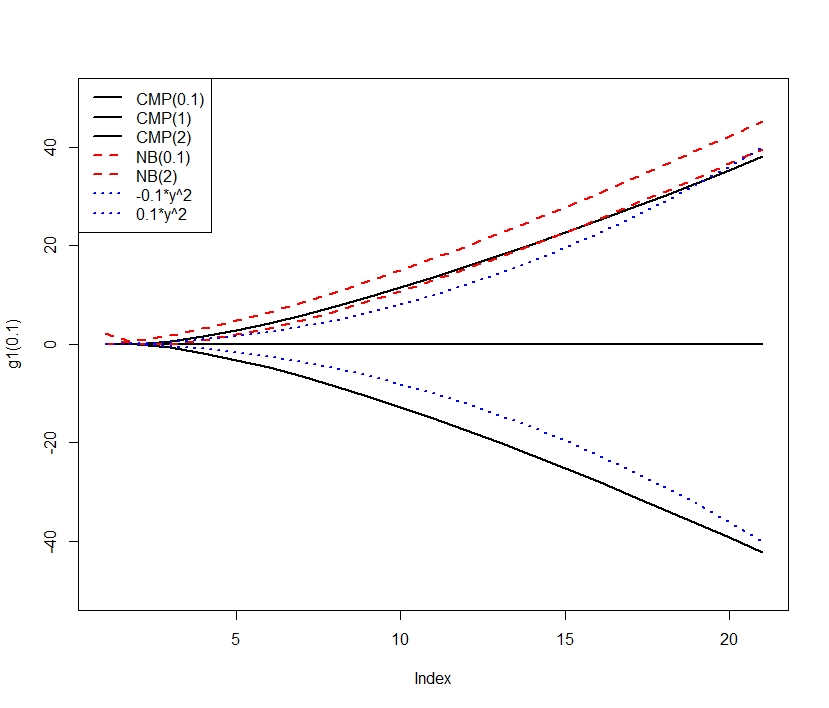 CMP(0.1)
CMP(1)
CMP(2)
NB(0.1)
NB(2)
-0.1*y^2
0.1*y^2
40
20
0
-20
-40
g1(0.1)
5 10 15 20
Index